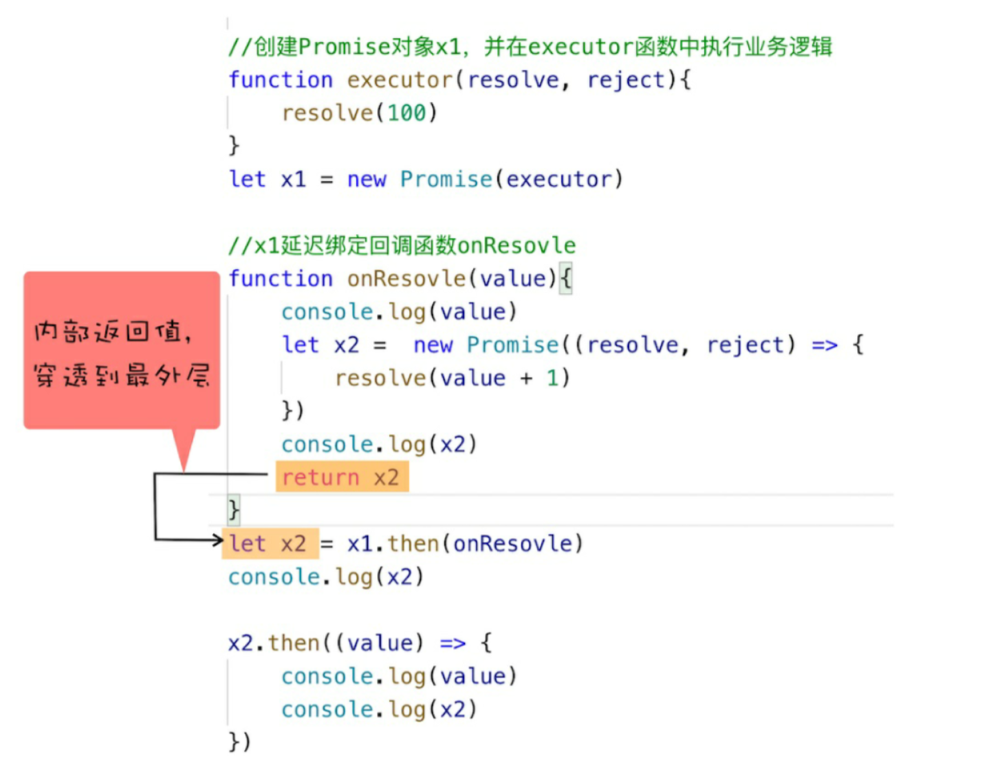 //创建Promise对象x1，并在executor函数中执行业务逻辑
function executor(resolve, reject){
    resolve(100)
}
let x1 = new Promise(executor)

//x1延迟绑定回调函数onResovle
function onResovle(value){
    console.log(value)
    let x2 =  new Promise((resolve, reject) => {
        resolve(value + 1)
    })
    console.log(x2)
    return x2
}
let x2 = x1.then(onResovle)
console.log(x2)

x2.then((value) => {
    console.log(value)
    console.log(x2)
})
内部返回值，
穿透到最外层